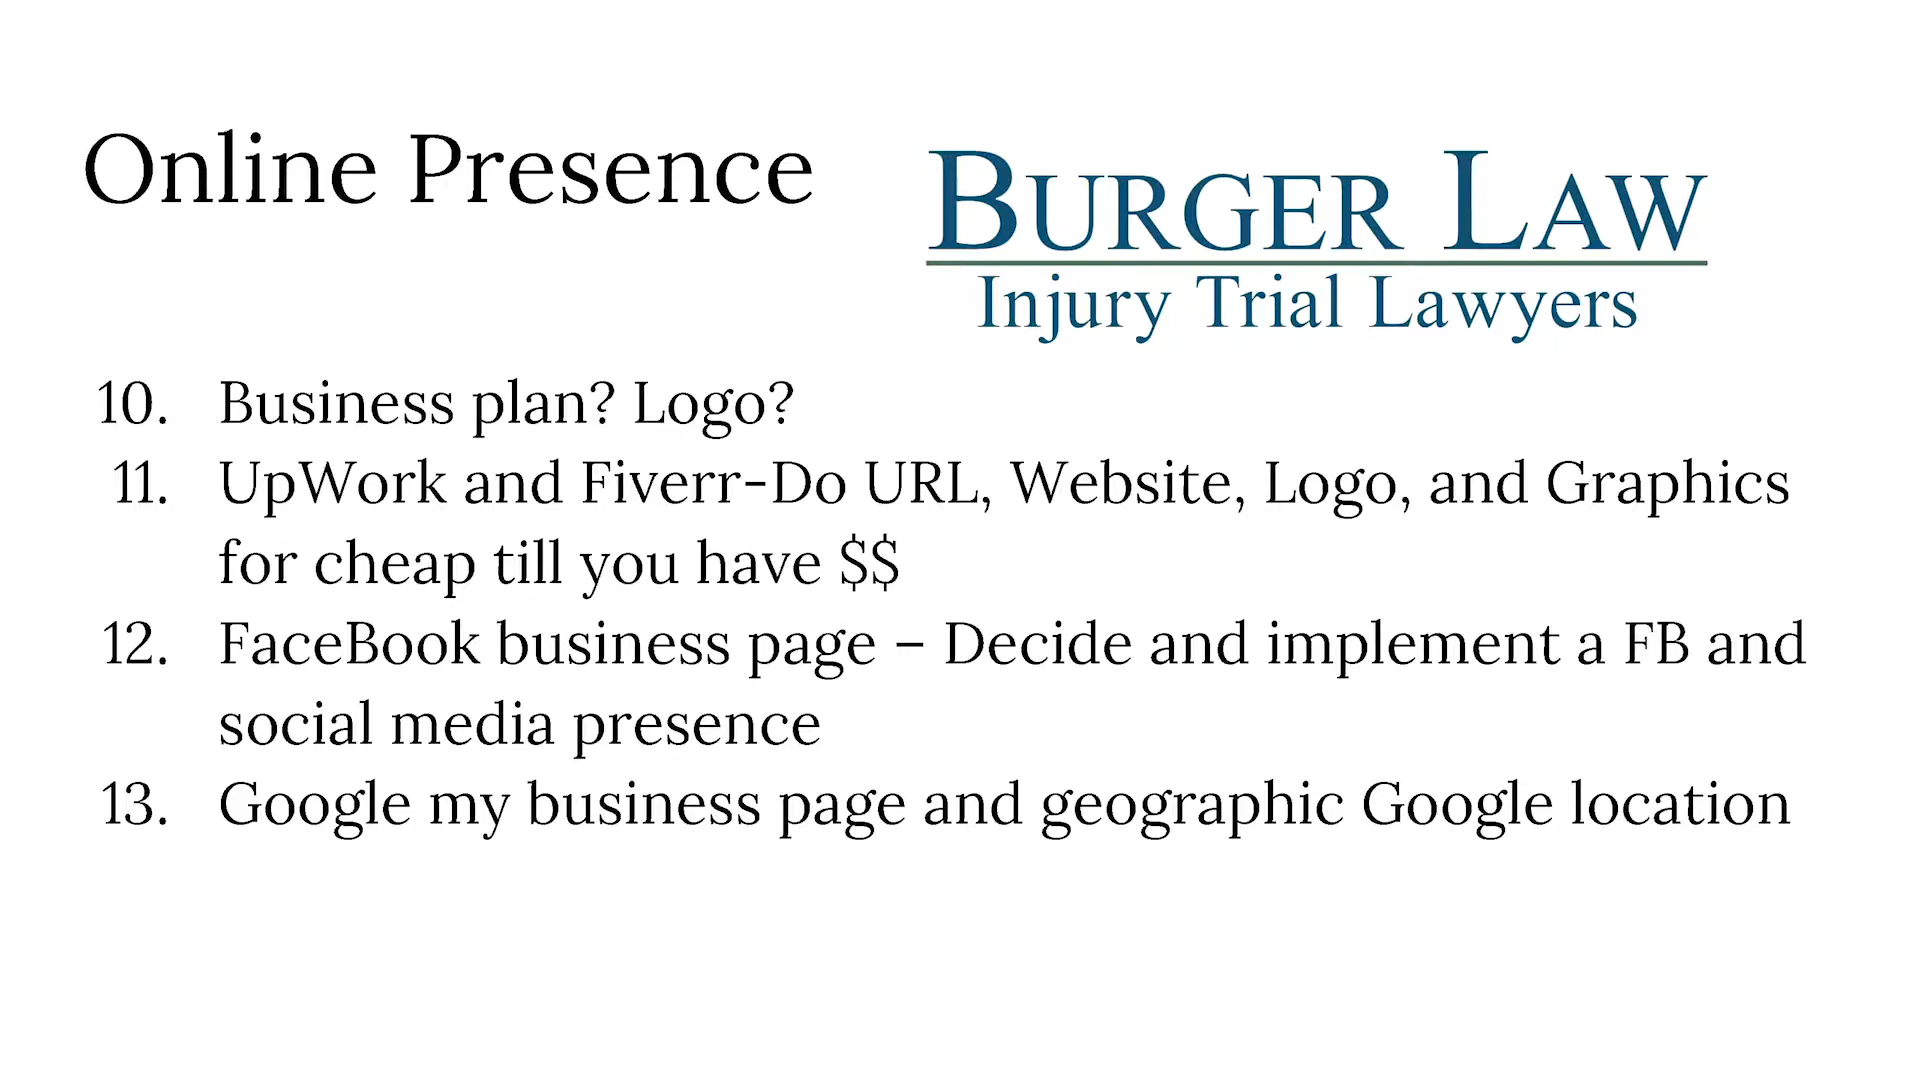 Online Presence
BURGER LAW
Injury Trial Lawyers
10. Business plan? Logo?
11. UpWork and Fiverr-Do URL, Website, Logo, and Graphics
for cheap till you have $$
12. FaceBook business page – Decide and implement a FB and
social media presence
13. Google my business page and geographic Google location